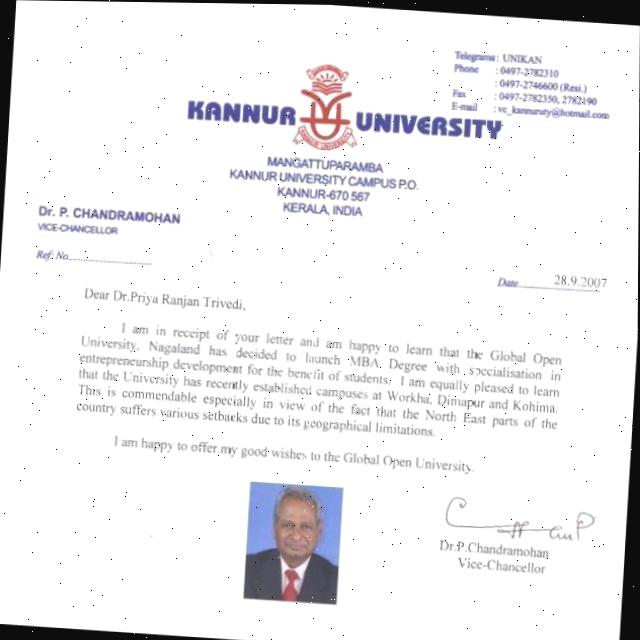 Telegrams : UNIKAN
Phone : 0497-2782310
: 0497-2746600 (Resi.)
Fax : 0497-2782350, 2782190
E-mail : vc_kannuruty@hotmail.com
KANNUR UNIVERSITY
MANGATTUPARAMBA
KANNUR UNIVERSITY CAMPUS P.O.
KANNUR-670 567
KERALA, INDIA
Dr. P. CHANDRAMOHAN
VICE-CHANCELLOR
Ref. No.
Date 28.9.2007
Dear Dr.Priya Ranjan Trivedi,
I am in receipt of your letter and am happy to learn that the Global Open
University, Nagaland has decided to launch MBA Degree with specialisation in
entrepreneurship development for the benefit of students. I am equally pleased to learn
that the University has recently established campuses at Workha, Dimapur and Kohima.
This is commendable especially in view of the fact that the North East parts of the
country suffers various setbacks due to its geographical limitations.
I am happy to offer my good wishes to the Global Open University.
Dr.P.Chandramohan
Vice-Chancellor